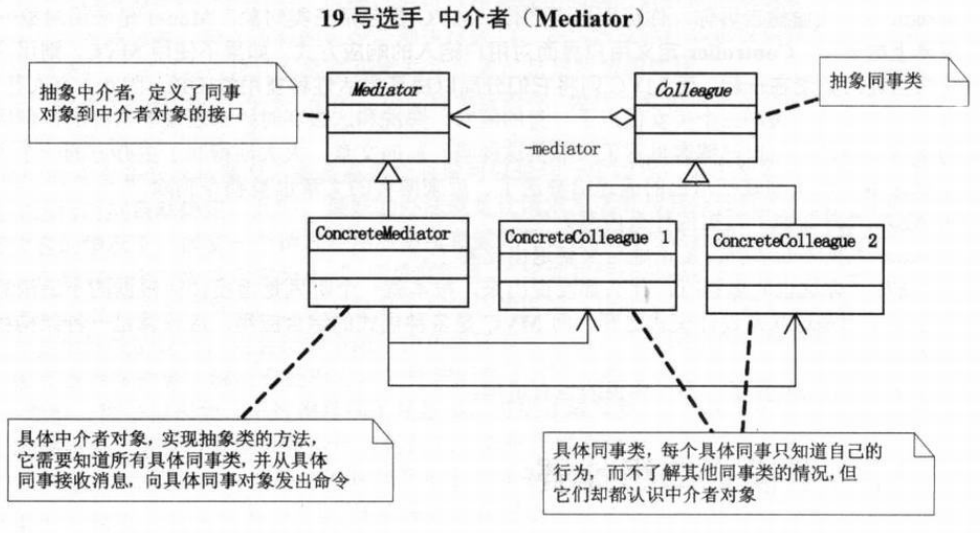 19 号选手 中介者（Mediator）
抽象中介者，定义了同事
对象到中介者对象的接口
Mediator
Colleague
抽象同事类
-mediator
ConcreteMediator
ConcreteColleague 1
ConcreteColleague 2
具体中介者对象，实现抽象类的方法，
它需要知道所有具体同事类，并从具体
同事接收消息，向具体同事对象发出命令
具体同事类，每个具体同事只知道自己的
行为，而不了解其他同事类的情况，但
它们却都认识中介者对象